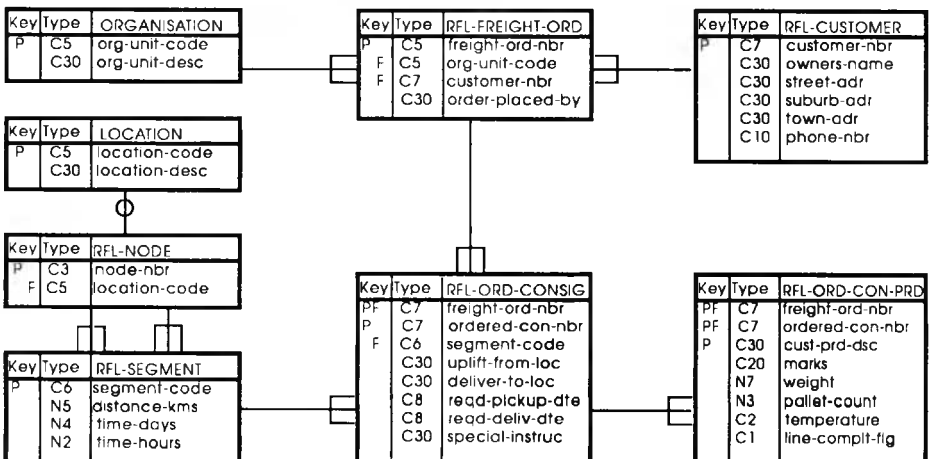 Key Type ORGANISATION
P C5 org-unit-code
C30 org-unit-desc
Key Type RFL-FREIGHT-ORD
P C5 freight-ord-nbr
F C5 org-unit-code
F C7 customer-nbr
C30 order-placed-by
Key Type RFL-CUSTOMER
P C7 customer-nbr
C30 owners-name
C30 street-adr
C30 suburb-adr
C30 town-adr
C10 phone-nbr
Key Type LOCATION
P C5 location-code
C30 location-desc
Key Type RFL-NODE
P C3 node-nbr
F C5 location-code
Key Type RFL-SEGMENT
P C6 segment-code
N5 distance-kms
N4 time-days
N2 time-hours
Key Type RFL-ORD-CONSIG
PF C7 freight-ord-nbr
P C7 ordered-con-nbr
F C6 segment-code
C30 uplift-from-loc
C30 deliver-to-loc
C8 reqd-pickup-dte
C8 reqd-deliv-dte
C30 special-instruc
Key Type RFL-ORD-CON-PRD
PF C7 freight-ord-nbr
PF C7 ordered-con-nbr
P C30 cust-prd-dsc
C20 marks
N7 weight
N3 pallet-count
C2 temperature
C1 line-complt-flg